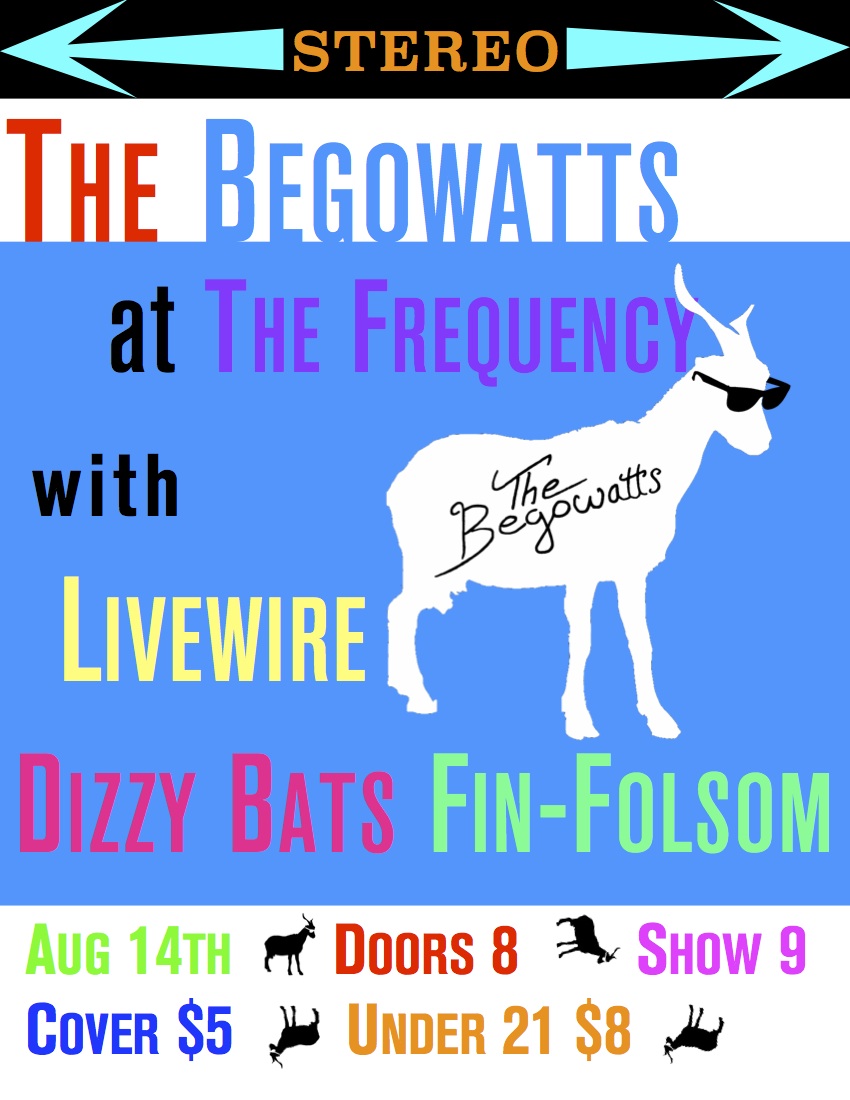 STEREO
The Begowatts
at The Frequency
with
The
Begowatts
Livewire
Dizzy Bats Fin-Folsom
Aug 14th Doors 8 Show 9
Cover $5 Under 21 $8